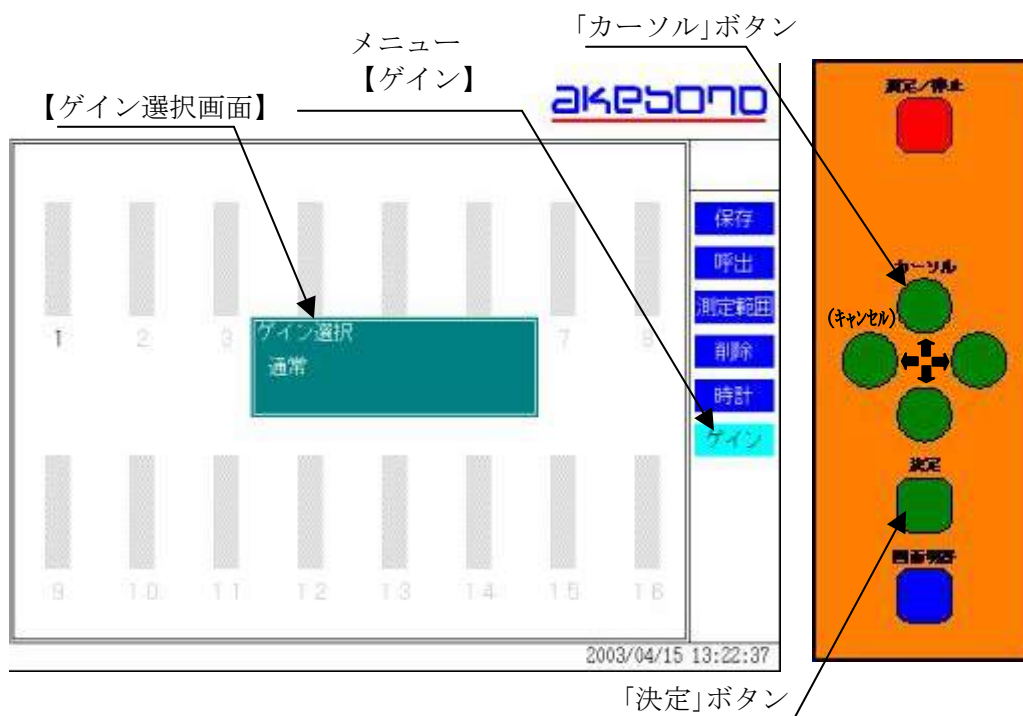 「カーソル」ボタン
メニュー
【ゲイン】
【ゲイン選択画面】
akebono
測定/停止
保存
呼出
測定範囲
削除
時計
ゲイン
カーソル
(キャンセル)
1 2 3 7 8
ゲイン選択
通常
決定
9 10 11 12 13 14 15 16
2003/04/15 13:22:37
「決定」ボタン